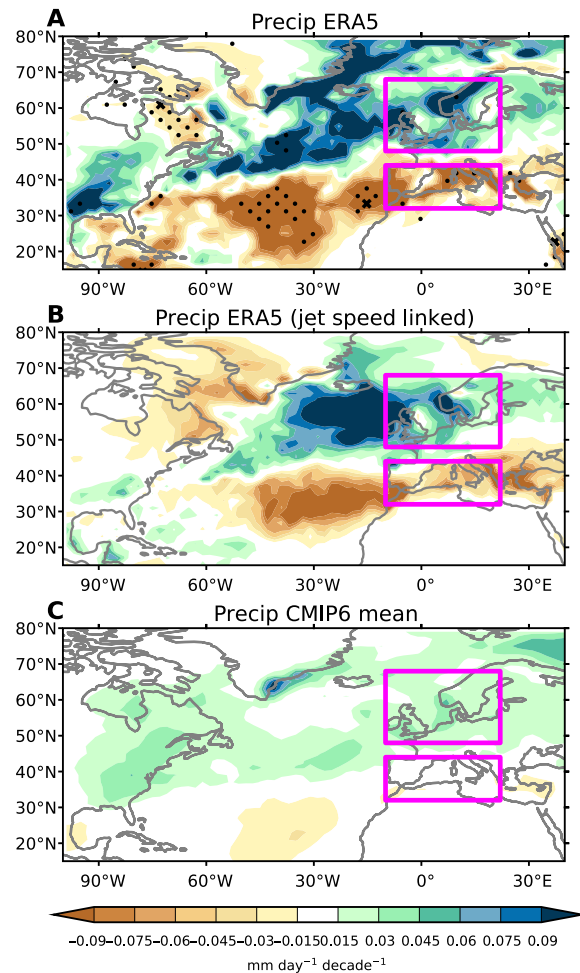 A
Precip ERA5
80°N
70°N
60°N
50°N
40°N
30°N
20°N
90°W 60°W 30°W 0° 30°E
B
Precip ERA5 (jet speed linked)
80°N
70°N
60°N
50°N
40°N
30°N
20°N
90°W 60°W 30°W 0° 30°E
C
Precip CMIP6 mean
80°N
70°N
60°N
50°N
40°N
30°N
20°N
90°W 60°W 30°W 0° 30°E
−0.09 −0.075 −0.06 −0.045 −0.03 −0.015 0.015 0.03 0.045 0.06 0.075 0.09
mm day⁻¹ decade⁻¹